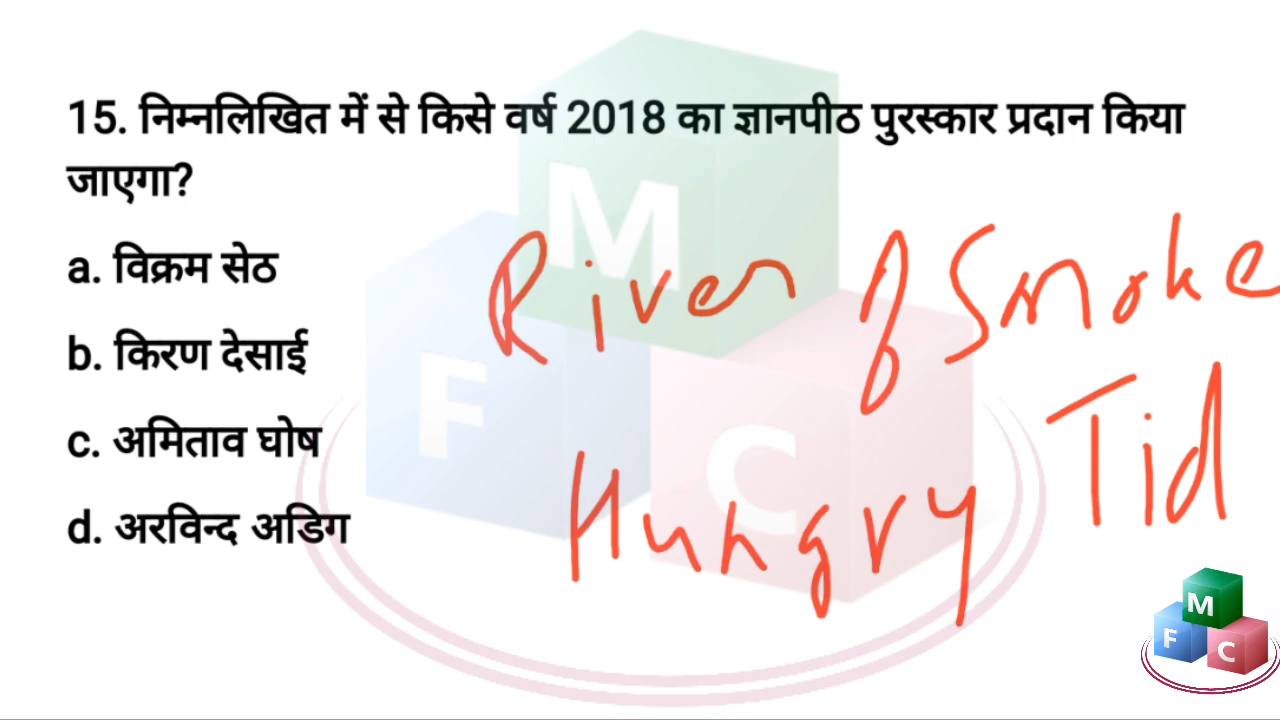 15. निम्नलिखित में से किसे वर्ष 2018 का ज्ञानपीठ पुरस्कार प्रदान किया
जाएगा?
a. विक्रम सेठ
River of Smoke
b. किरण देसाई
c. अमिताव घोष
Hungry Tid
d. अरविन्द अडिग
M
F
C
M
F
C